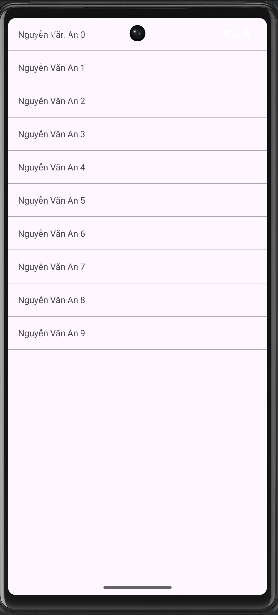 Nguyễn Văn An 0
Nguyễn Văn An 1
Nguyễn Văn An 2
Nguyễn Văn An 3
Nguyễn Văn An 4
Nguyễn Văn An 5
Nguyễn Văn An 6
Nguyễn Văn An 7
Nguyễn Văn An 8
Nguyễn Văn An 9